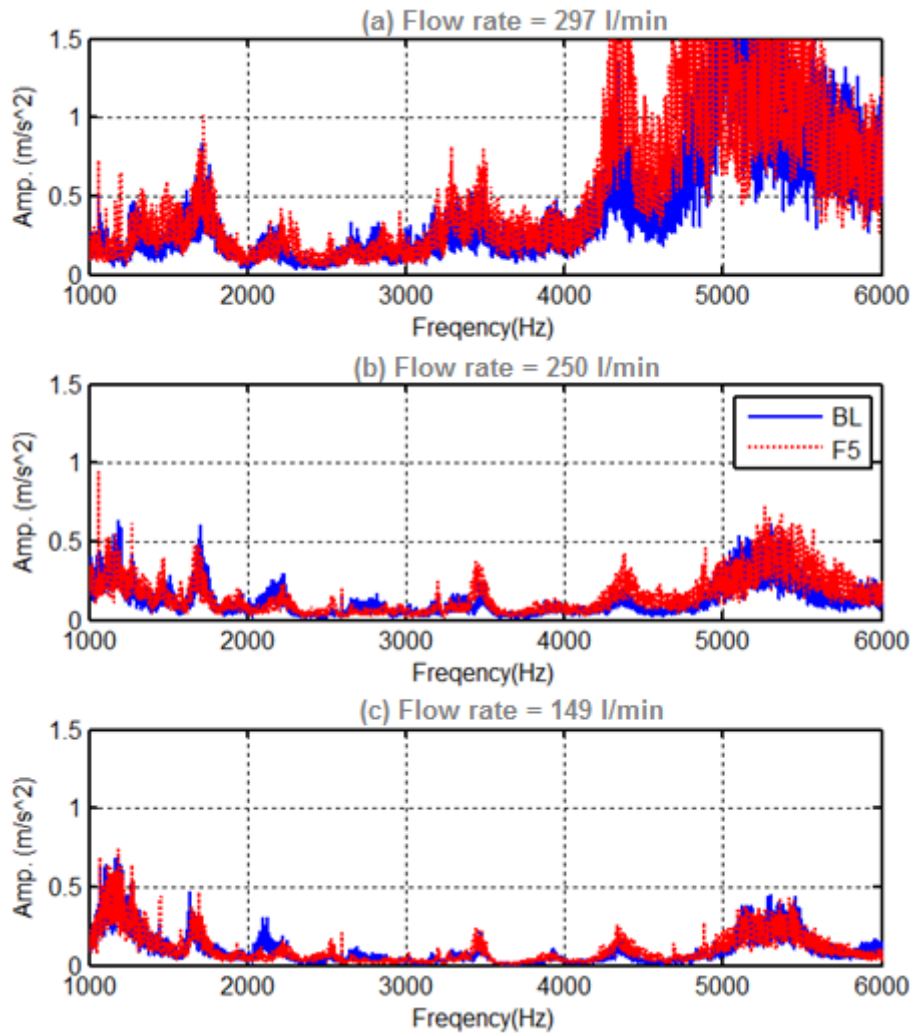 (a) Flow rate = 297 l/min
1.5
1
0.5
0
Amp. (m/s^2)
1000 2000 3000 4000 5000 6000
Freqency(Hz)
(b) Flow rate = 250 l/min
1.5
1
0.5
0
Amp. (m/s^2)
BL
F5
1000 2000 3000 4000 5000 6000
Freqency(Hz)
(c) Flow rate = 149 l/min
1.5
1
0.5
0
Amp. (m/s^2)
1000 2000 3000 4000 5000 6000
Freqency(Hz)